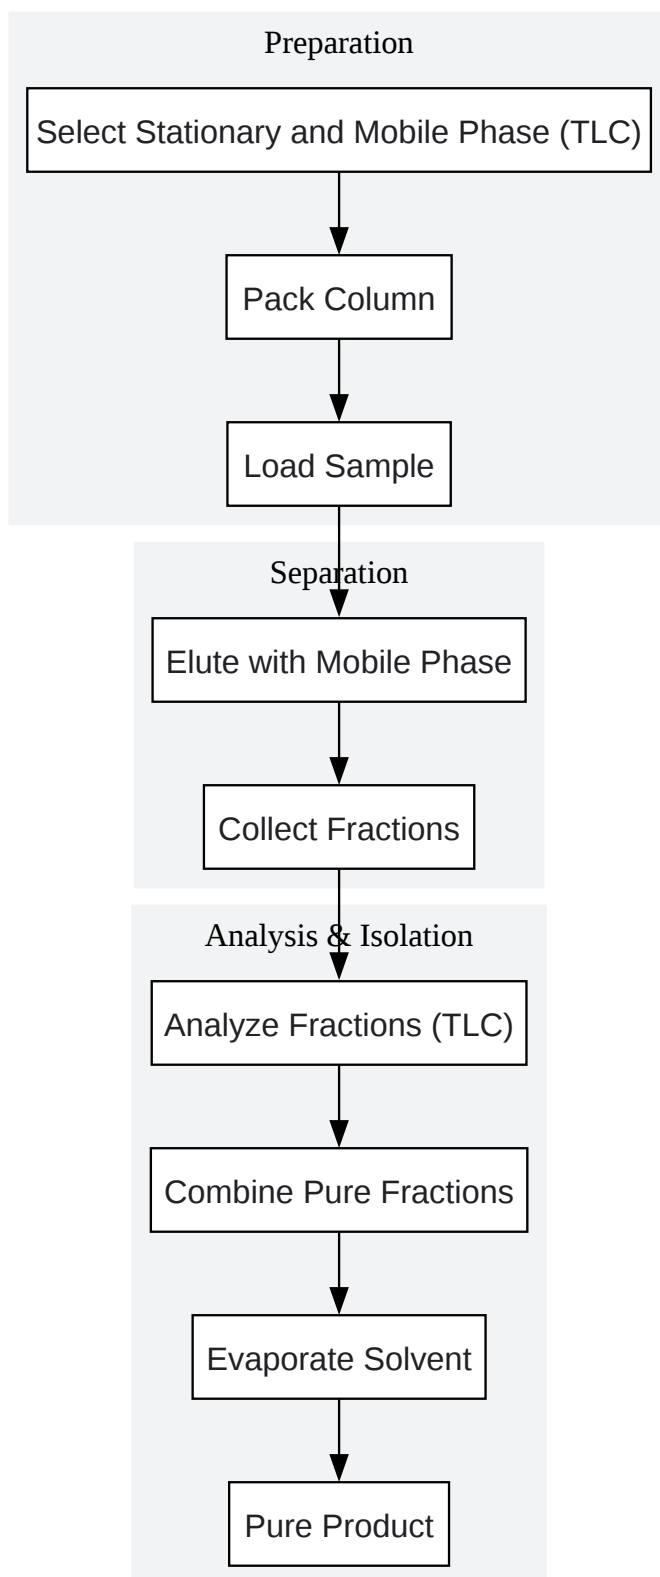 Preparation
Select Stationary and Mobile Phase (TLC)
Pack Column
Load Sample
Separation
Elute with Mobile Phase
Collect Fractions
Analysis & Isolation
Analyze Fractions (TLC)
Combine Pure Fractions
Evaporate Solvent
Pure Product